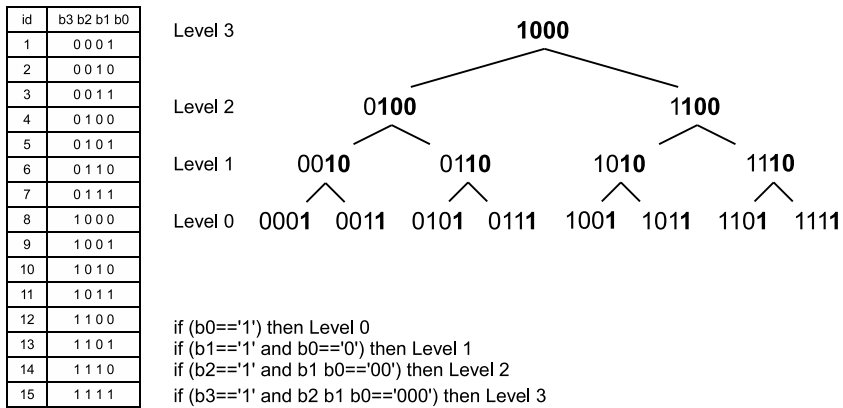 id b3 b2 b1 b0
1 0 0 0 1
2 0 0 1 0
3 0 0 1 1
4 0 1 0 0
5 0 1 0 1
6 0 1 1 0
7 0 1 1 1
8 1 0 0 0
9 1 0 0 1
10 1 0 1 0
11 1 0 1 1
12 1 1 0 0
13 1 1 0 1
14 1 1 1 0
15 1 1 1 1
Level 3 1000
Level 2 0100 1100
Level 1 0010 0110 1010 1110
Level 0 0001 0011 0101 0111 1001 1011 1101 1111
if (b0=='1') then Level 0
if (b1=='1' and b0=='0') then Level 1
if (b2=='1' and b1 b0=='00') then Level 2
if (b3=='1' and b2 b1 b0=='000') then Level 3